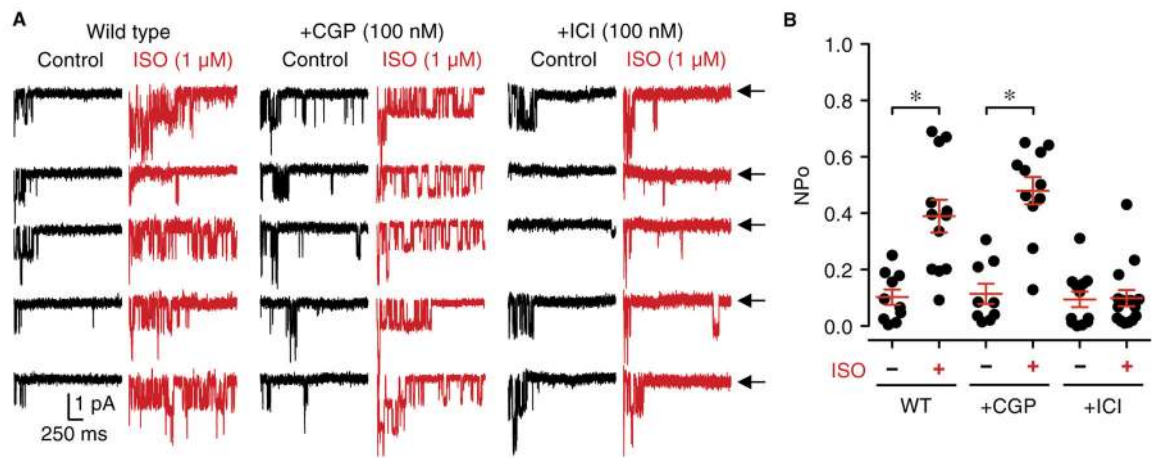 A
Wild type
+CGP (100 nM)
+ICI (100 nM)
Control ISO (1 µM) Control ISO (1 µM) Control ISO (1 µM)
1 pA
250 ms
B
NPo
1.0
0.8
0.6
0.4
0.2
0.0
* *
ISO − + − + − +
WT +CGP +ICI